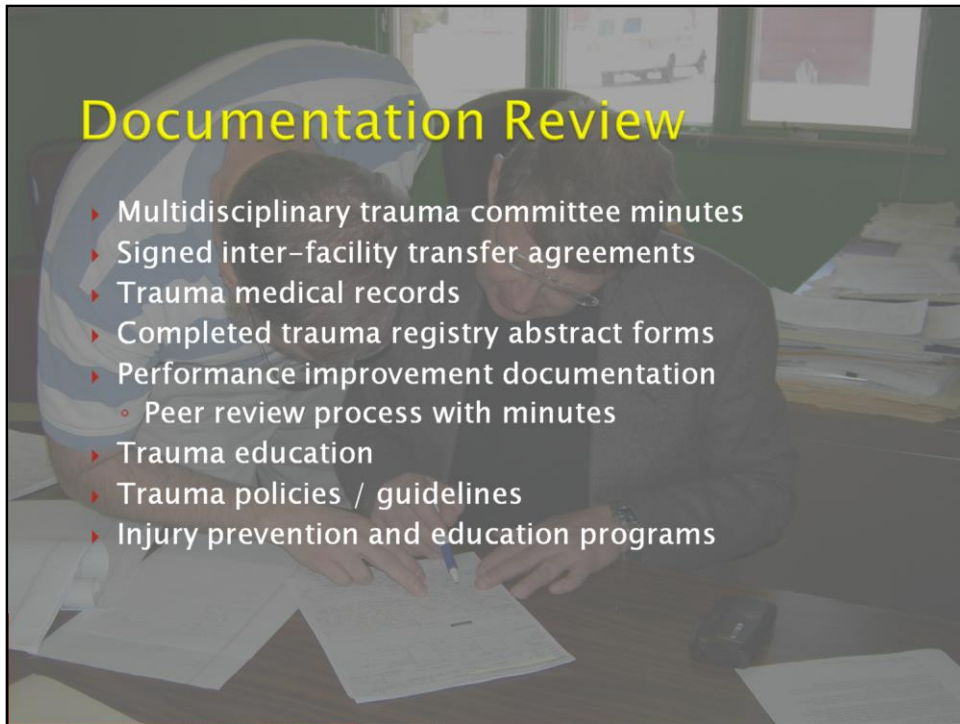 Documentation Review
Multidisciplinary trauma committee minutes
Signed inter-facility transfer agreements
Trauma medical records
Completed trauma registry abstract forms
Performance improvement documentation
Peer review process with minutes
Trauma education
Trauma policies / guidelines
Injury prevention and education programs